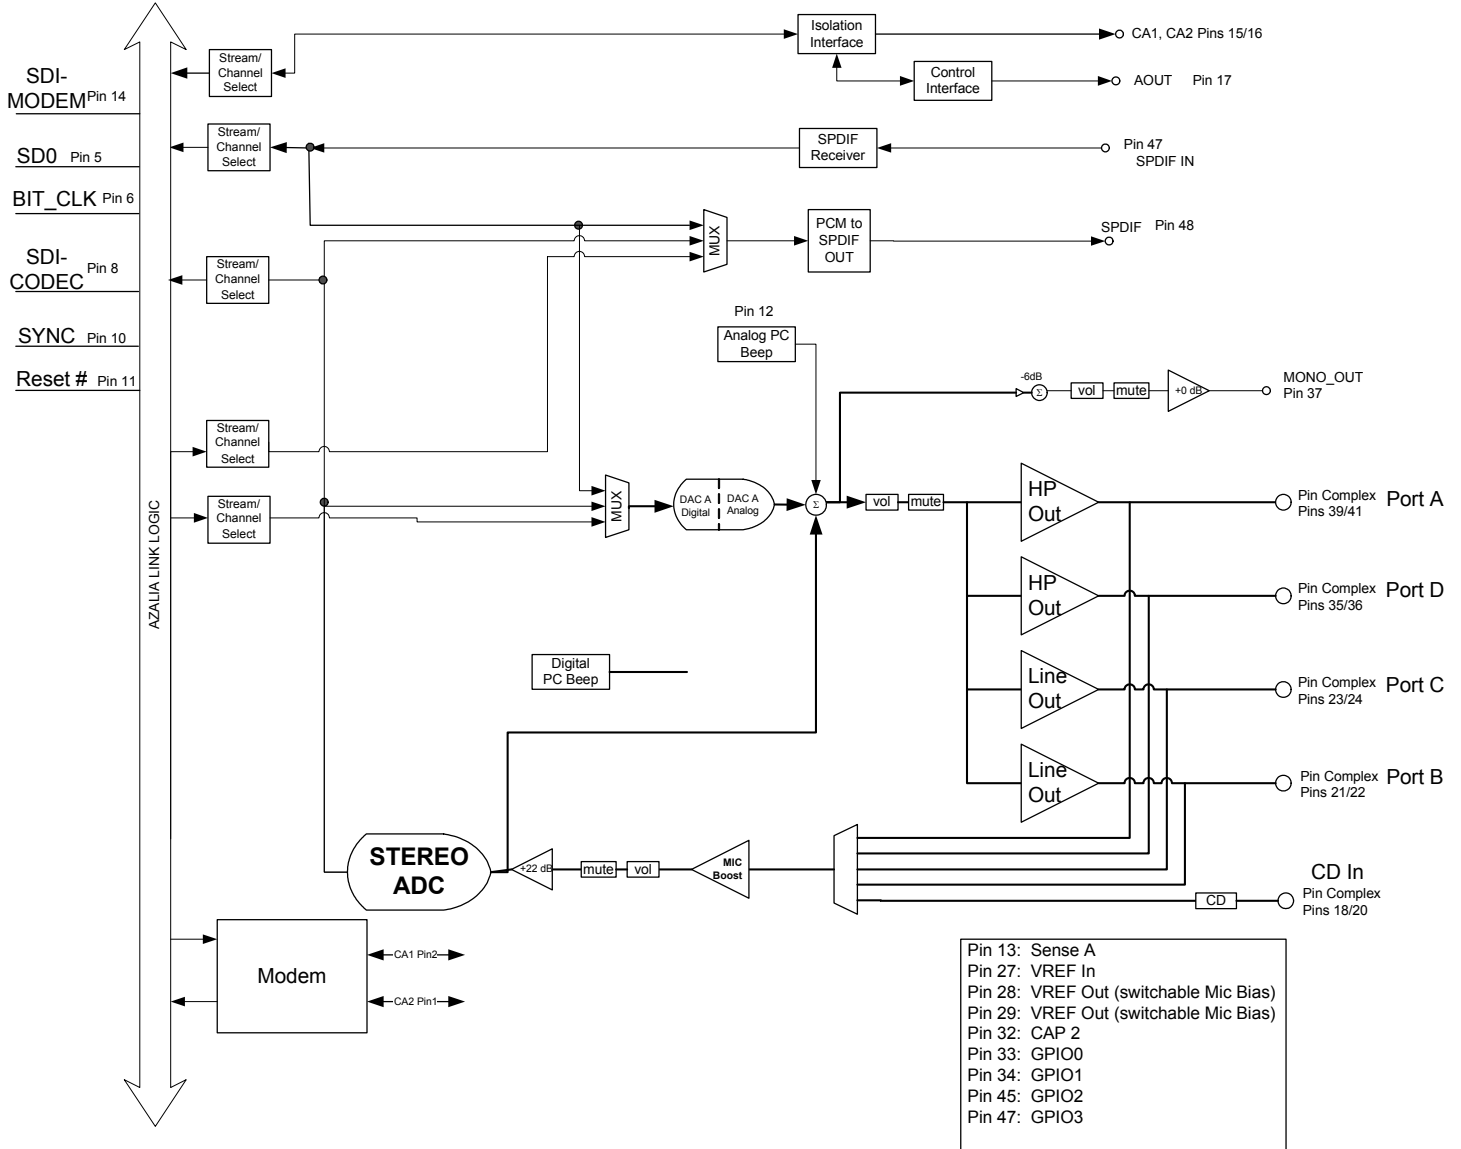 Isolation
Interface
CA1, CA2 Pins 15/16
Stream/
Channel
Select
Control
Interface
AOUT Pin 17
SDI-
MODEM Pin 14
Stream/
Channel
Select
SPDIF
Receiver
Pin 47
SPDIF IN
SD0 Pin 5
BIT_CLK Pin 6
MUX
PCM to
SPDIF
OUT
SPDIF Pin 48
SDI-
CODEC Pin 8
Stream/
Channel
Select
SYNC Pin 10
Pin 12
Analog PC
Beep
Reset # Pin 11
-6dB
Σ
vol
mute
+0 dB
MONO_OUT
Pin 37
Stream/
Channel
Select
Stream/
Channel
Select
MUX
DAC A
Digital
DAC A
Analog
Σ
vol
mute
HP
Out
Pin Complex
Pins 39/41
Port A
HP
Out
Pin Complex
Pins 35/36
Port D
AZALIA LINK LOGIC
Digital
PC Beep
Line
Out
Pin Complex
Pins 23/24
Port C
Line
Out
Pin Complex
Pins 21/22
Port B
STEREO
ADC
+22 dB
mute
vol
MIC
Boost
CD
CD In
Pin Complex
Pins 18/20
Modem
CA1 Pin2
CA2 Pin1
Pin 13: Sense A
Pin 27: VREF In
Pin 28: VREF Out (switchable Mic Bias)
Pin 29: VREF Out (switchable Mic Bias)
Pin 32: CAP 2
Pin 33: GPIO0
Pin 34: GPIO1
Pin 45: GPIO2
Pin 47: GPIO3